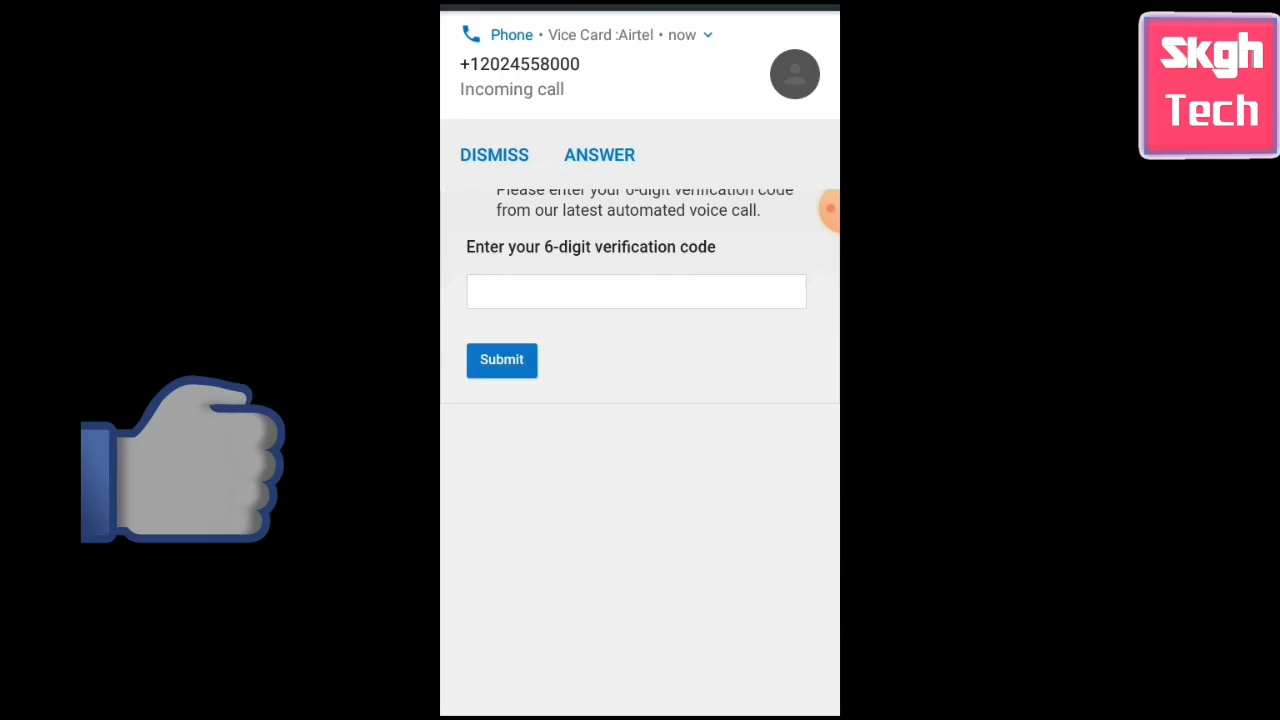 Phone • Vice Card :Airtel • now
+12024558000
Incoming call
DISMISS ANSWER
Please enter your 6-digit verification code
from our latest automated voice call.
Enter your 6-digit verification code
Submit
Skgh
Tech